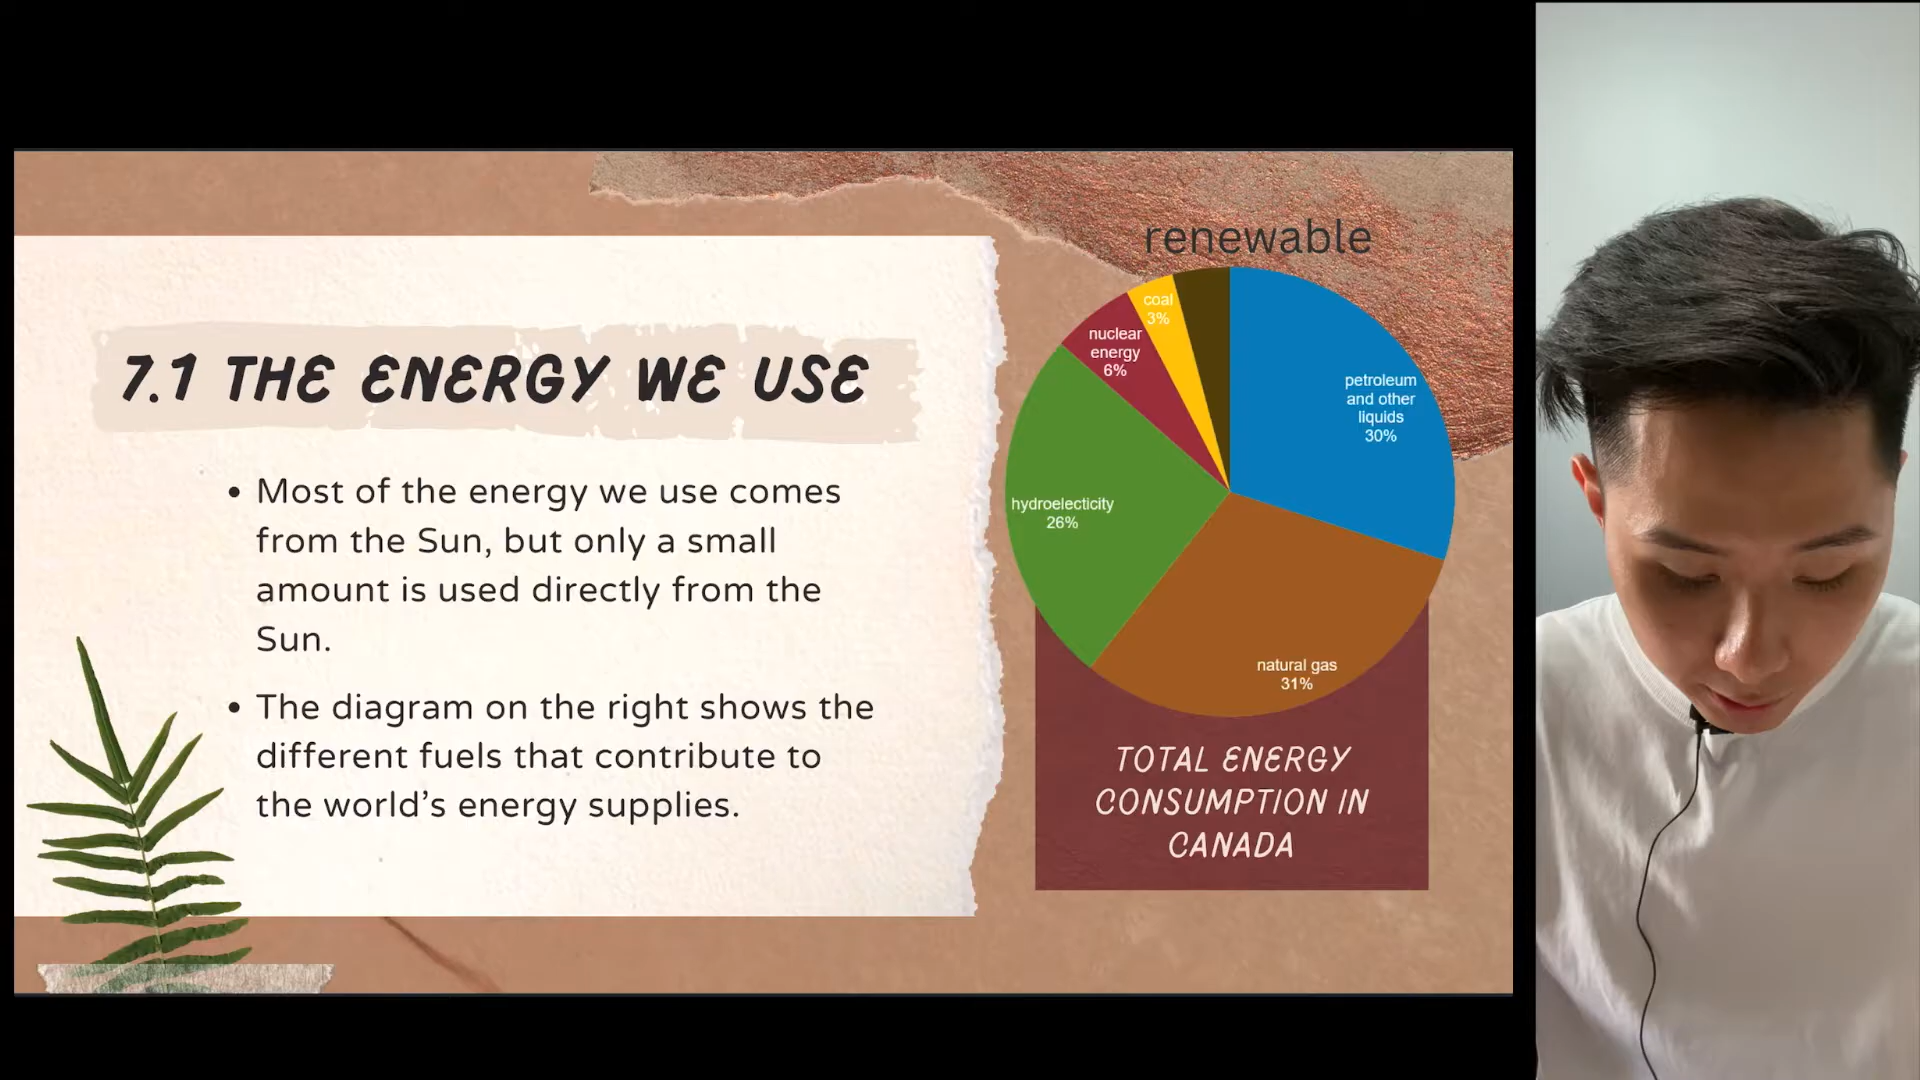 7.1 THE ENERGY WE USE
• Most of the energy we use comes
from the Sun, but only a small
amount is used directly from the
Sun.
• The diagram on the right shows the
different fuels that contribute to
the world's energy supplies.
renewable
coal
3%
nuclear
energy
6%
petroleum
and other
liquids
30%
hydroelecticity
26%
natural gas
31%
TOTAL ENERGY
CONSUMPTION IN
CANADA